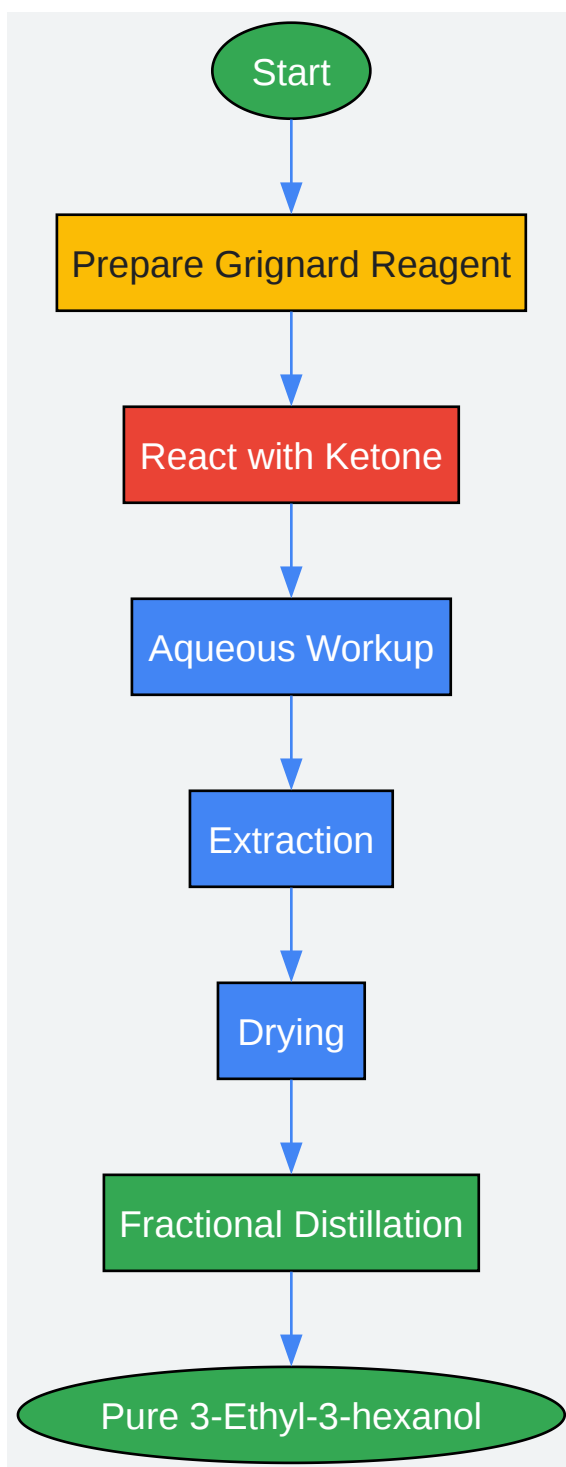 Start
Prepare Grignard Reagent
React with Ketone
Aqueous Workup
Extraction
Drying
Fractional Distillation
Pure 3-Ethyl-3-hexanol